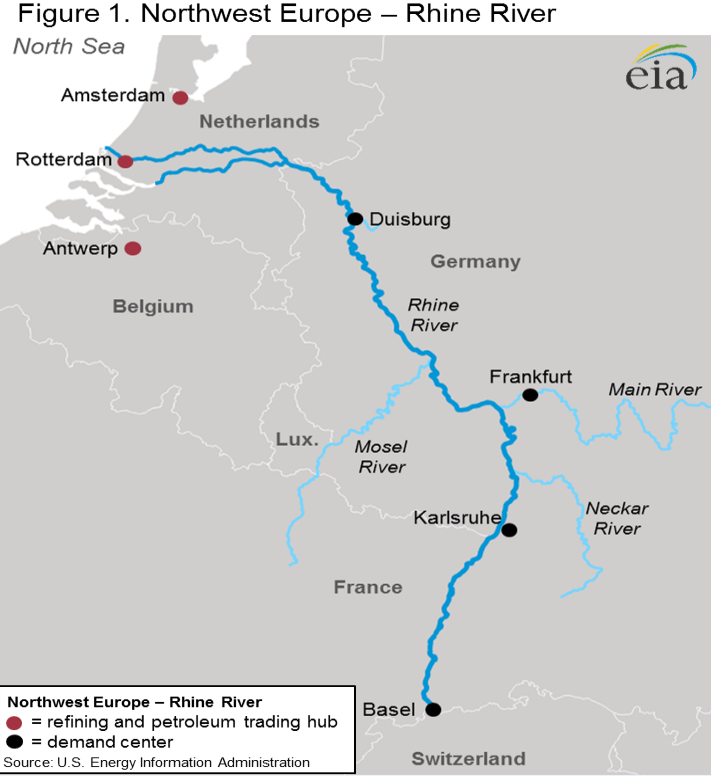 Figure 1. Northwest Europe – Rhine River
North Sea
eia
Amsterdam
Netherlands
Rotterdam
Duisburg
Antwerp
Germany
Belgium
Rhine
River
Frankfurt
Main River
Lux.
Mosel
River
Karlsruhe
Neckar
River
France
Basel
Switzerland
Northwest Europe – Rhine River
= refining and petroleum trading hub
= demand center
Source: U.S. Energy Information Administration